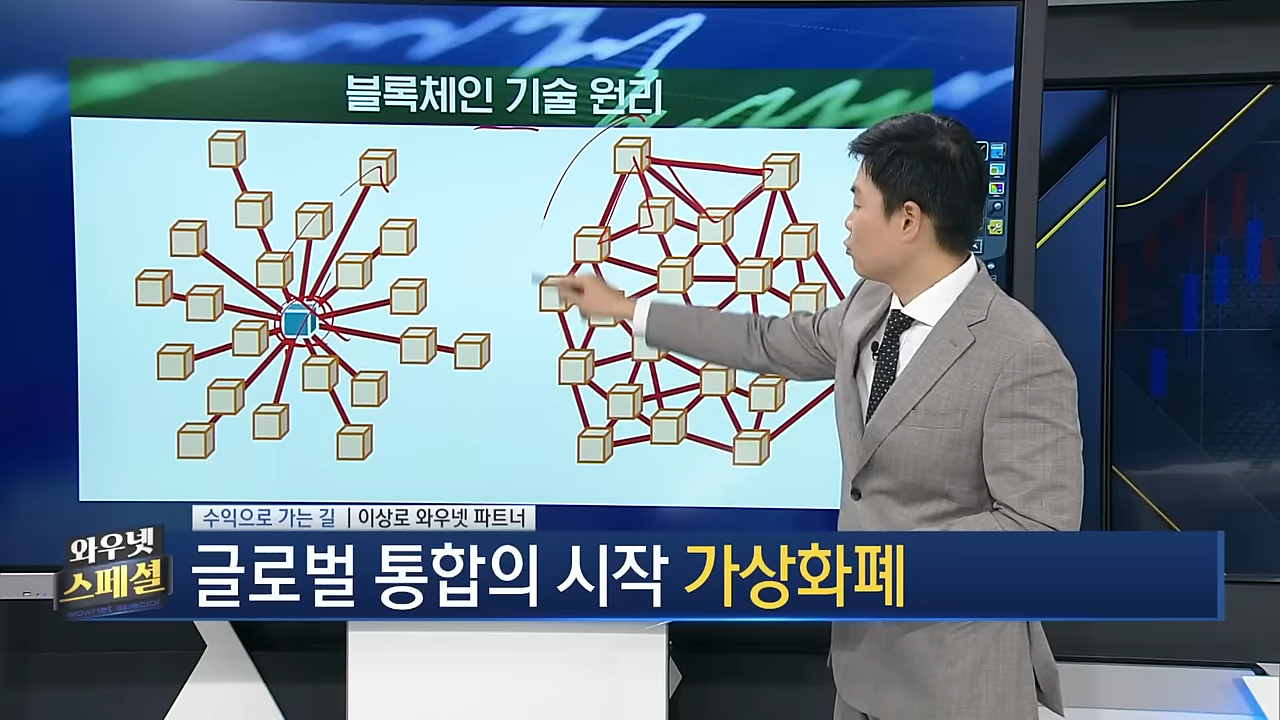 블록체인 기술 원리
수익으로 가는 길 | 이상로 와우넷 파트너
와우넷
스페셜
wownet special
글로벌 통합의 시작 가상화폐